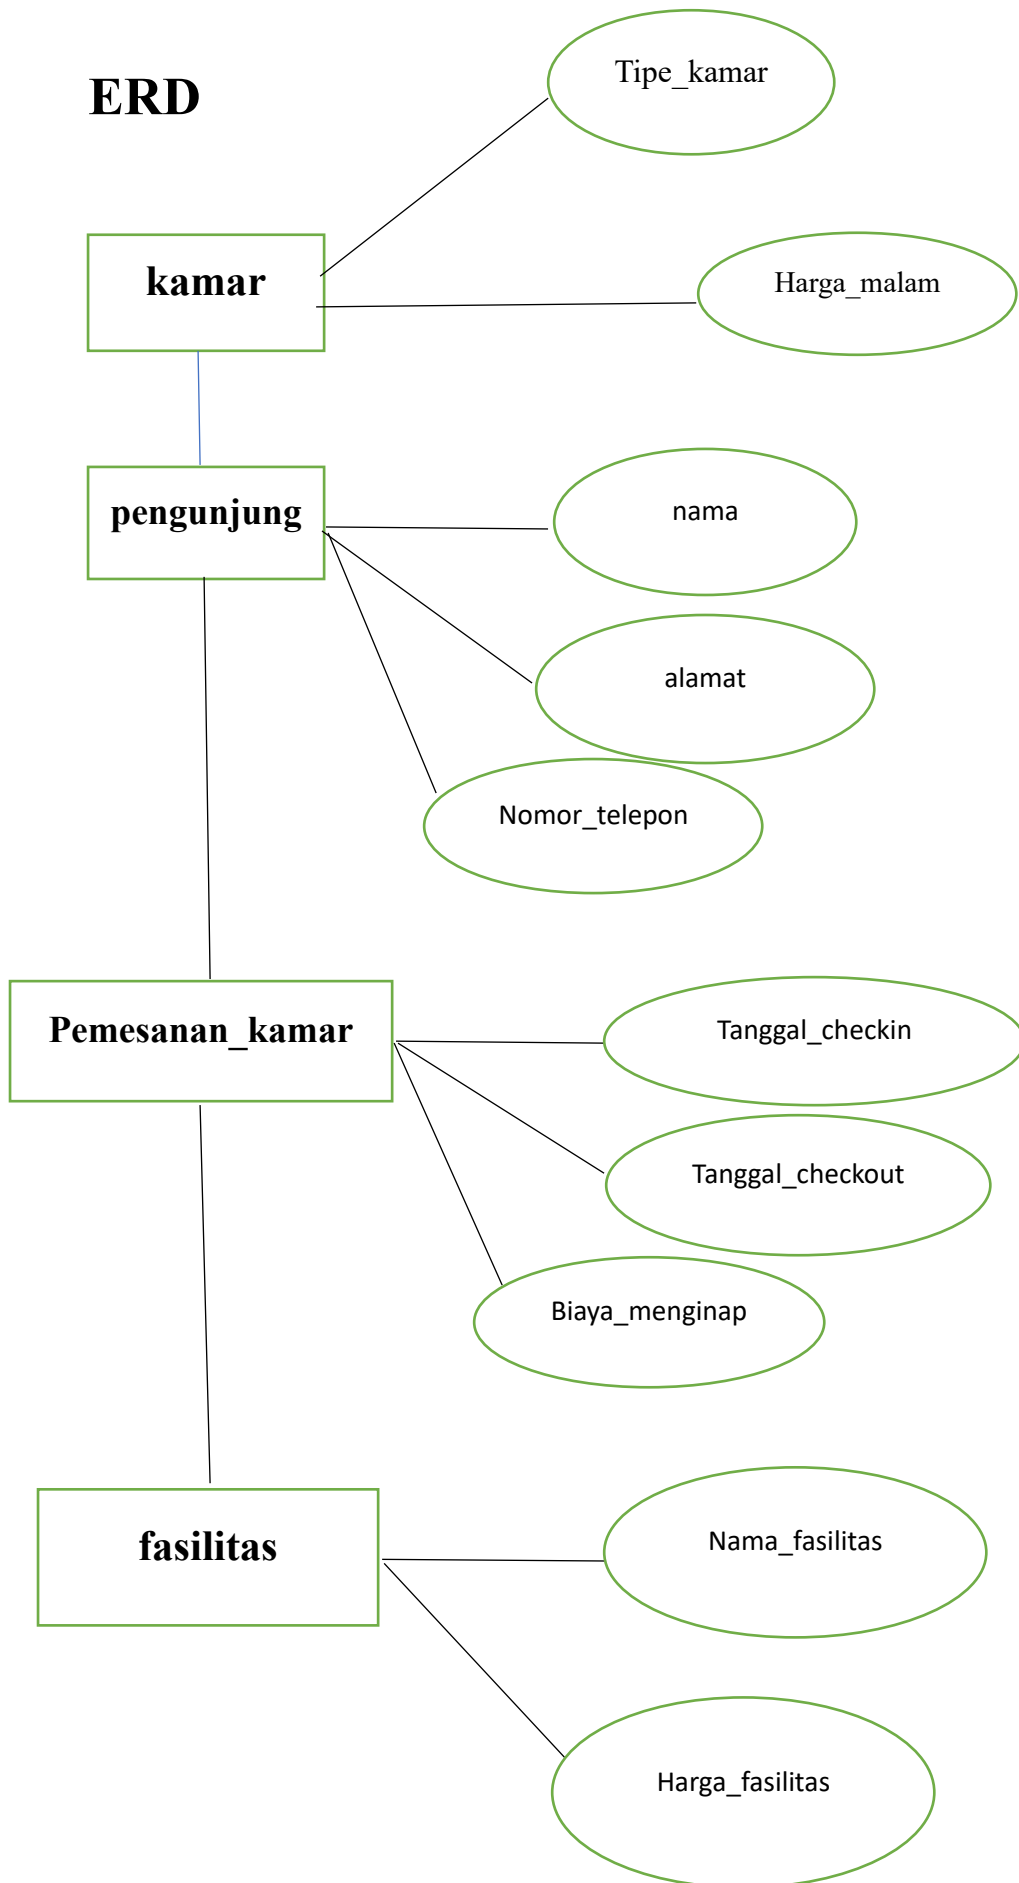 ERD
Tipe_kamar
kamar
Harga_malam
pengunjung
nama
alamat
Nomor_telepon
Pemesanan_kamar
Tanggal_checkin
Tanggal_checkout
Biaya_menginap
fasilitas
Nama_fasilitas
Harga_fasilitas